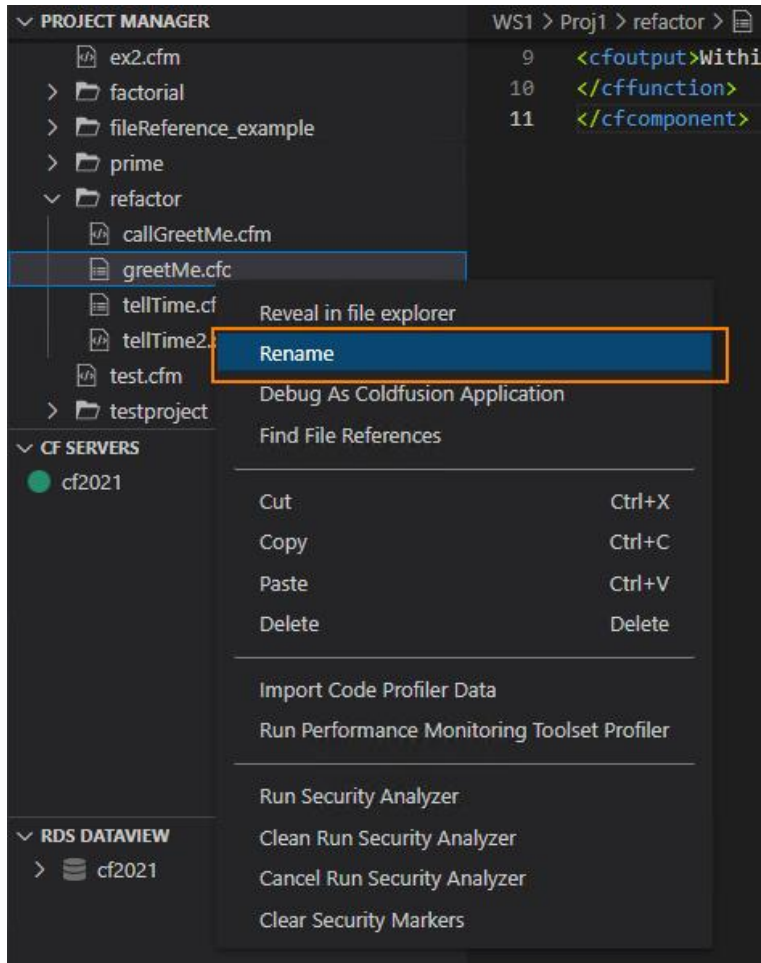 PROJECT MANAGER
ex2.cfm
factorial
fileReference_example
prime
refactor
callGreetMe.cfm
greetMe.cfc
tellTime.cf
tellTime2.
test.cfm
testproject
CF SERVERS
cf2021
RDS DATAVIEW
cf2021
WS1 > Proj1 > refactor >
9 <cfoutput>Withi
10 </cffunction>
11 </cfcomponent>
Reveal in file explorer
Rename
Debug As Coldfusion Application
Find File References
Cut Ctrl+X
Copy Ctrl+C
Paste Ctrl+V
Delete Delete
Import Code Profiler Data
Run Performance Monitoring Toolset Profiler
Run Security Analyzer
Clean Run Security Analyzer
Cancel Run Security Analyzer
Clear Security Markers